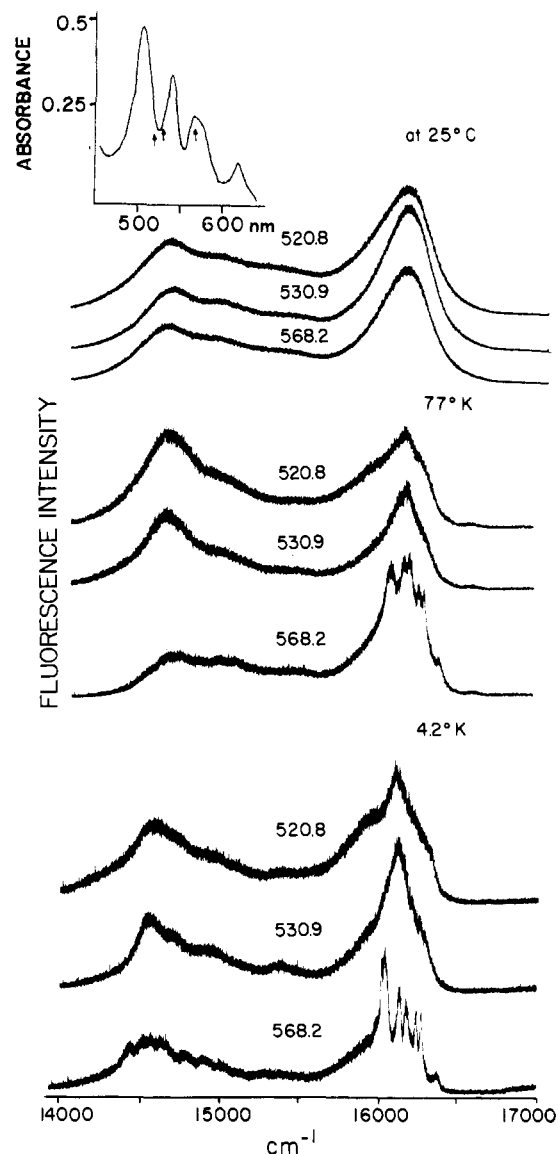 ABSORBANCE
0.5
0.25
500 600 nm
at 25° C
520.8
530.9
568.2
77° K
520.8
530.9
568.2
4.2° K
520.8
530.9
568.2
FLUORESCENCE INTENSITY
14000 15000 16000 17000
cm⁻¹